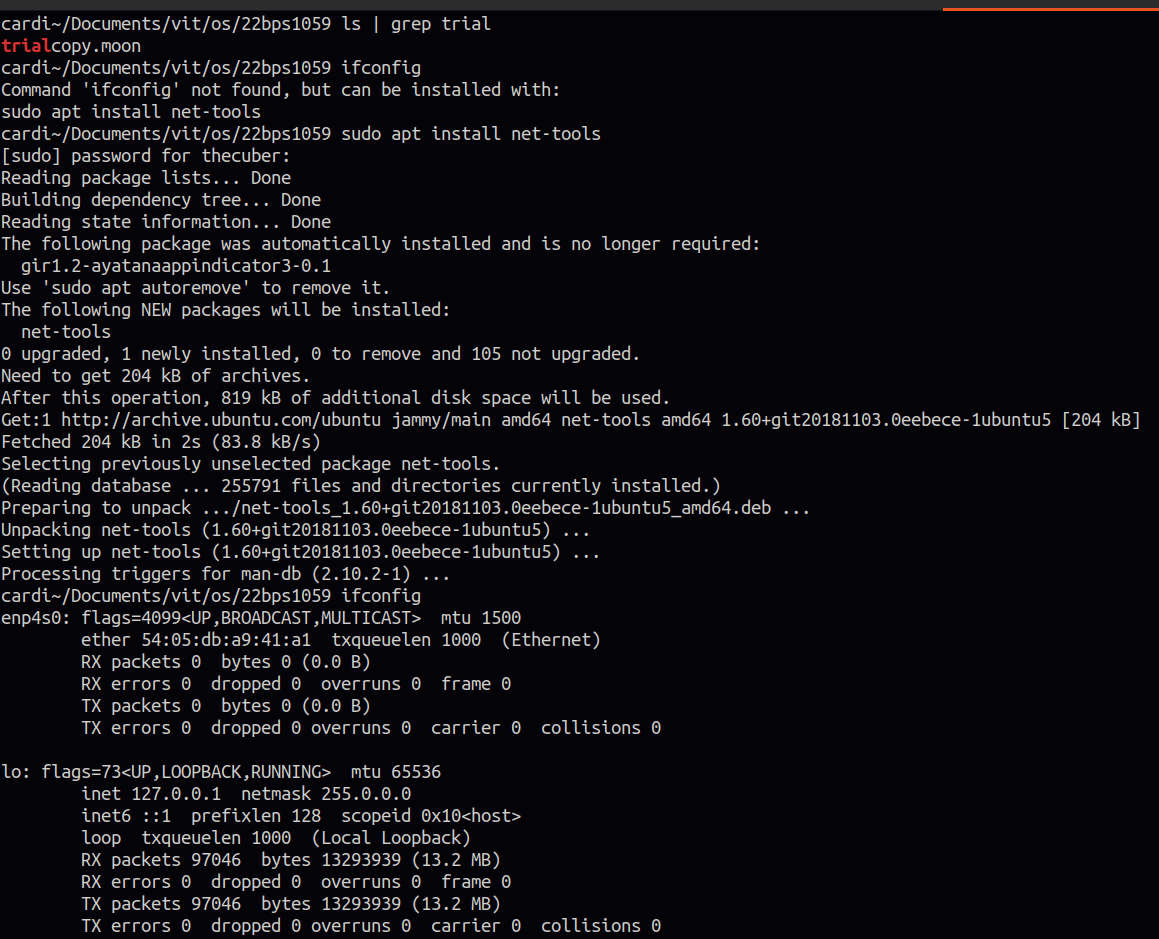 cardi~/Documents/vit/os/22bps1059 ls | grep trial
trialcopy.moon
cardi~/Documents/vit/os/22bps1059 ifconfig
Command 'ifconfig' not found, but can be installed with:
sudo apt install net-tools
cardi~/Documents/vit/os/22bps1059 sudo apt install net-tools
[sudo] password for thecuber:
Reading package lists... Done
Building dependency tree... Done
Reading state information... Done
The following package was automatically installed and is no longer required:
  gir1.2-ayatanaappindicator3-0.1
Use 'sudo apt autoremove' to remove it.
The following NEW packages will be installed:
  net-tools
0 upgraded, 1 newly installed, 0 to remove and 105 not upgraded.
Need to get 204 kB of archives.
After this operation, 819 kB of additional disk space will be used.
Get:1 http://archive.ubuntu.com/ubuntu jammy/main amd64 net-tools amd64 1.60+git20181103.0eebece-1ubuntu5 [204 kB]
Fetched 204 kB in 2s (83.8 kB/s)
Selecting previously unselected package net-tools.
(Reading database ... 255791 files and directories currently installed.)
Preparing to unpack .../net-tools_1.60+git20181103.0eebece-1ubuntu5_amd64.deb ...
Unpacking net-tools (1.60+git20181103.0eebece-1ubuntu5) ...
Setting up net-tools (1.60+git20181103.0eebece-1ubuntu5) ...
Processing triggers for man-db (2.10.2-1) ...
cardi~/Documents/vit/os/22bps1059 ifconfig
enp4s0: flags=4099<UP,BROADCAST,MULTICAST>  mtu 1500
        ether 54:05:db:a9:41:a1  txqueuelen 1000  (Ethernet)
        RX packets 0  bytes 0 (0.0 B)
        RX errors 0  dropped 0  overruns 0  frame 0
        TX packets 0  bytes 0 (0.0 B)
        TX errors 0  dropped 0 overruns 0  carrier 0  collisions 0

lo: flags=73<UP,LOOPBACK,RUNNING>  mtu 65536
        inet 127.0.0.1  netmask 255.0.0.0
        inet6 ::1  prefixlen 128  scopeid 0x10<host>
        loop  txqueuelen 1000  (Local Loopback)
        RX packets 97046  bytes 13293939 (13.2 MB)
        RX errors 0  dropped 0  overruns 0  frame 0
        TX packets 97046  bytes 13293939 (13.2 MB)
        TX errors 0  dropped 0 overruns 0  carrier 0  collisions 0